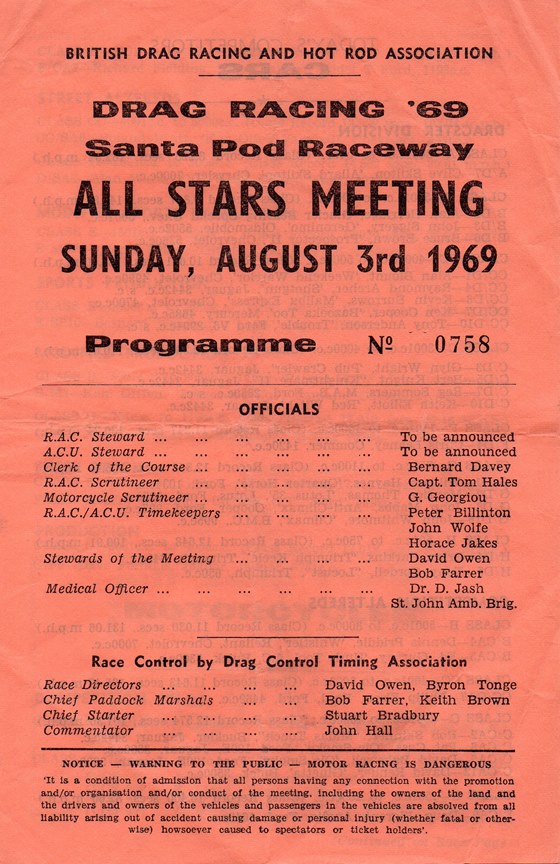 BRITISH DRAG RACING AND HOT ROD ASSOCIATION
DRAG RACING '69
Santa Pod Raceway
ALL STARS MEETING
SUNDAY, AUGUST 3rd 1969
Programme Nº 0758
OFFICIALS
R.A.C. Steward ... ... ... ... ... To be announced
A.C.U. Steward ... ... ... ... ... To be announced
Clerk of the Course ... ... ... ... Bernard Davey
R.A.C. Scrutineer ... ... ... ... Capt. Tom Hales
Motorcycle Scrutineer ... ... ... ... G. Georgiou
R.A.C./A.C.U. Timekeepers ... ... ... Peter Billinton
John Wolfe
Horace Jakes
Stewards of the Meeting ... ... ... David Owen
Bob Farrer
Medical Officer ... ... ... ... ... Dr. D. Jash
St. John Amb. Brig.
Race Control by Drag Control Timing Association
Race Directors ... ... ... ... David Owen, Byron Tonge
Chief Paddock Marshals ... ... Bob Farrer, Keith Brown
Chief Starter ... ... ... ... Stuart Bradbury
Commentator ... ... ... ... John Hall
NOTICE — WARNING TO THE PUBLIC — MOTOR RACING IS DANGEROUS
'It is a condition of admission that all persons having any connection with the promotion
and/or organisation and/or conduct of the meeting, including the owners of the land and
the drivers and owners of the vehicles and passengers in the vehicles are absolved from all
liability arising out of accident causing damage or personal injury (whether fatal or other-
wise) howsoever caused to spectators or ticket holders'.